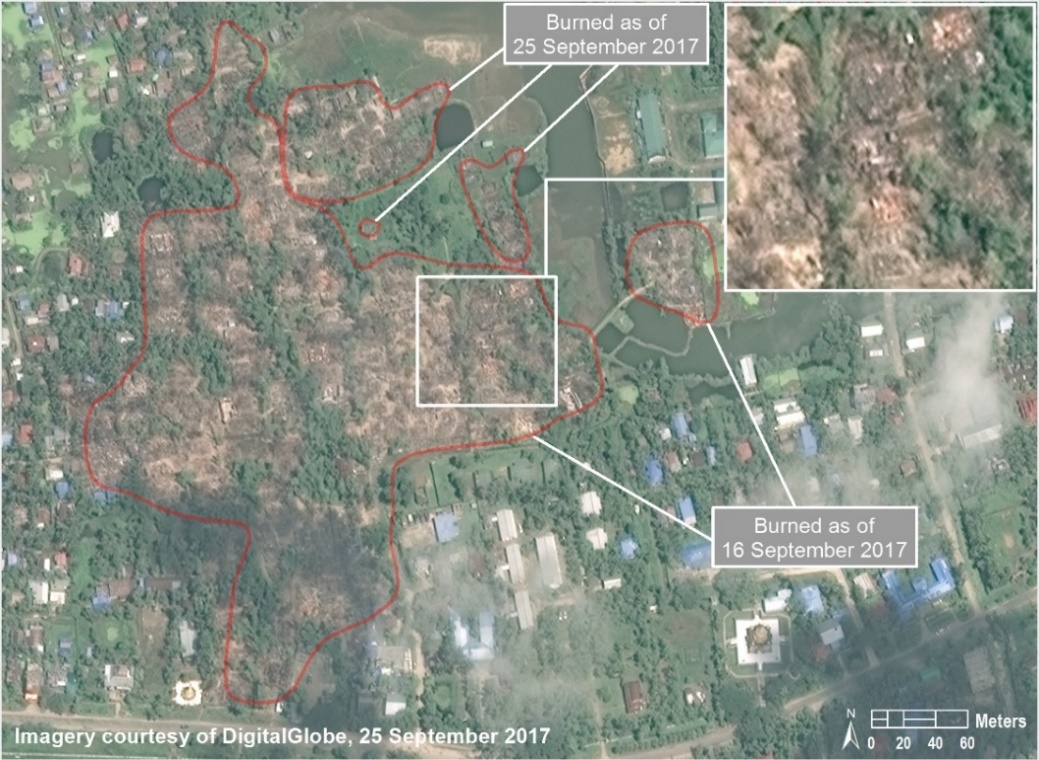 Burned as of
25 September 2017
Burned as of
16 September 2017
Imagery courtesy of DigitalGlobe, 25 September 2017
N
Meters
0 20 40 60